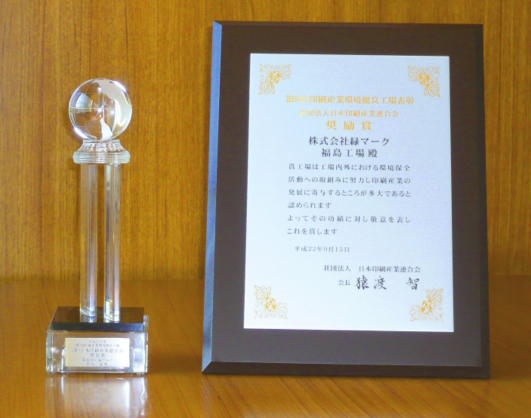 印刷産業環境優良工場表彰
社団法人日本印刷産業連合会
奨励賞
株式会社緑マーク
福島工場殿
貴工場は工場内外における環境保全
活動への取組みに努力し印刷産業の
発展に寄与するところが多大であると
認められます
よってその功績に対し敬意を表し
これを賞します
平成22年9月15日
社団法人 日本印刷産業連合会
会長 猿渡 智